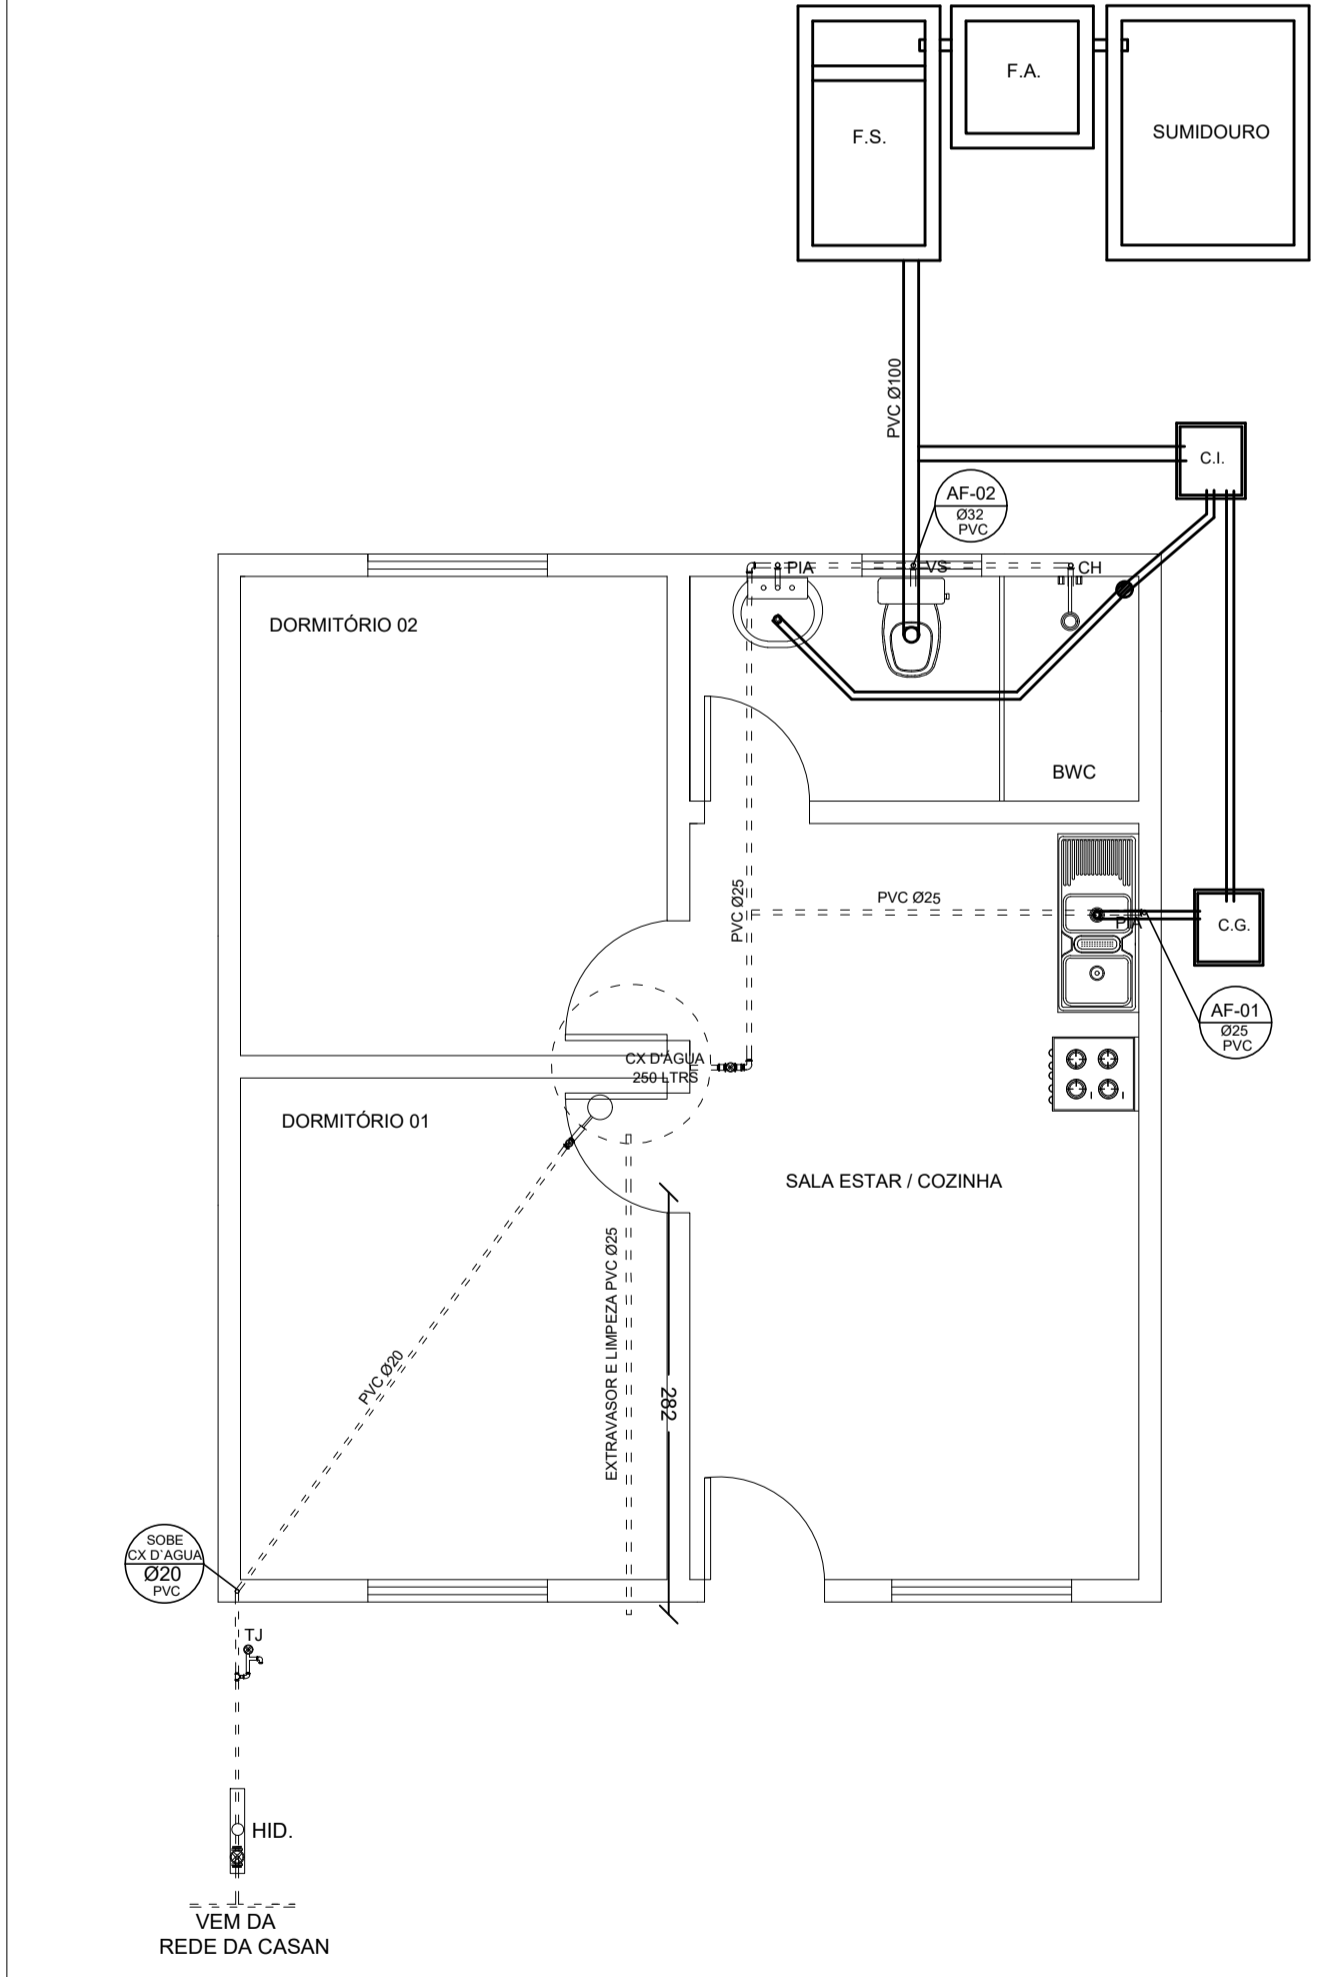 F.S.
F.A.
SUMIDOURO
PVC Ø100
C.I.
AF-02
Ø32
PVC
PIA
VS
CH
DORMITÓRIO 02
BWC
PVC Ø25
PVC Ø25
PIA
C.G.
AF-01
Ø25
PVC
CX D'ÁGUA
250 LTRS
DORMITÓRIO 01
SALA ESTAR / COZINHA
EXTRAVASOR E LIMPEZA PVC Ø25
282
PVC Ø20
SOBE
CX D`AGUA
Ø20
PVC
TJ
HID.
VEM DA
REDE DA CASAN